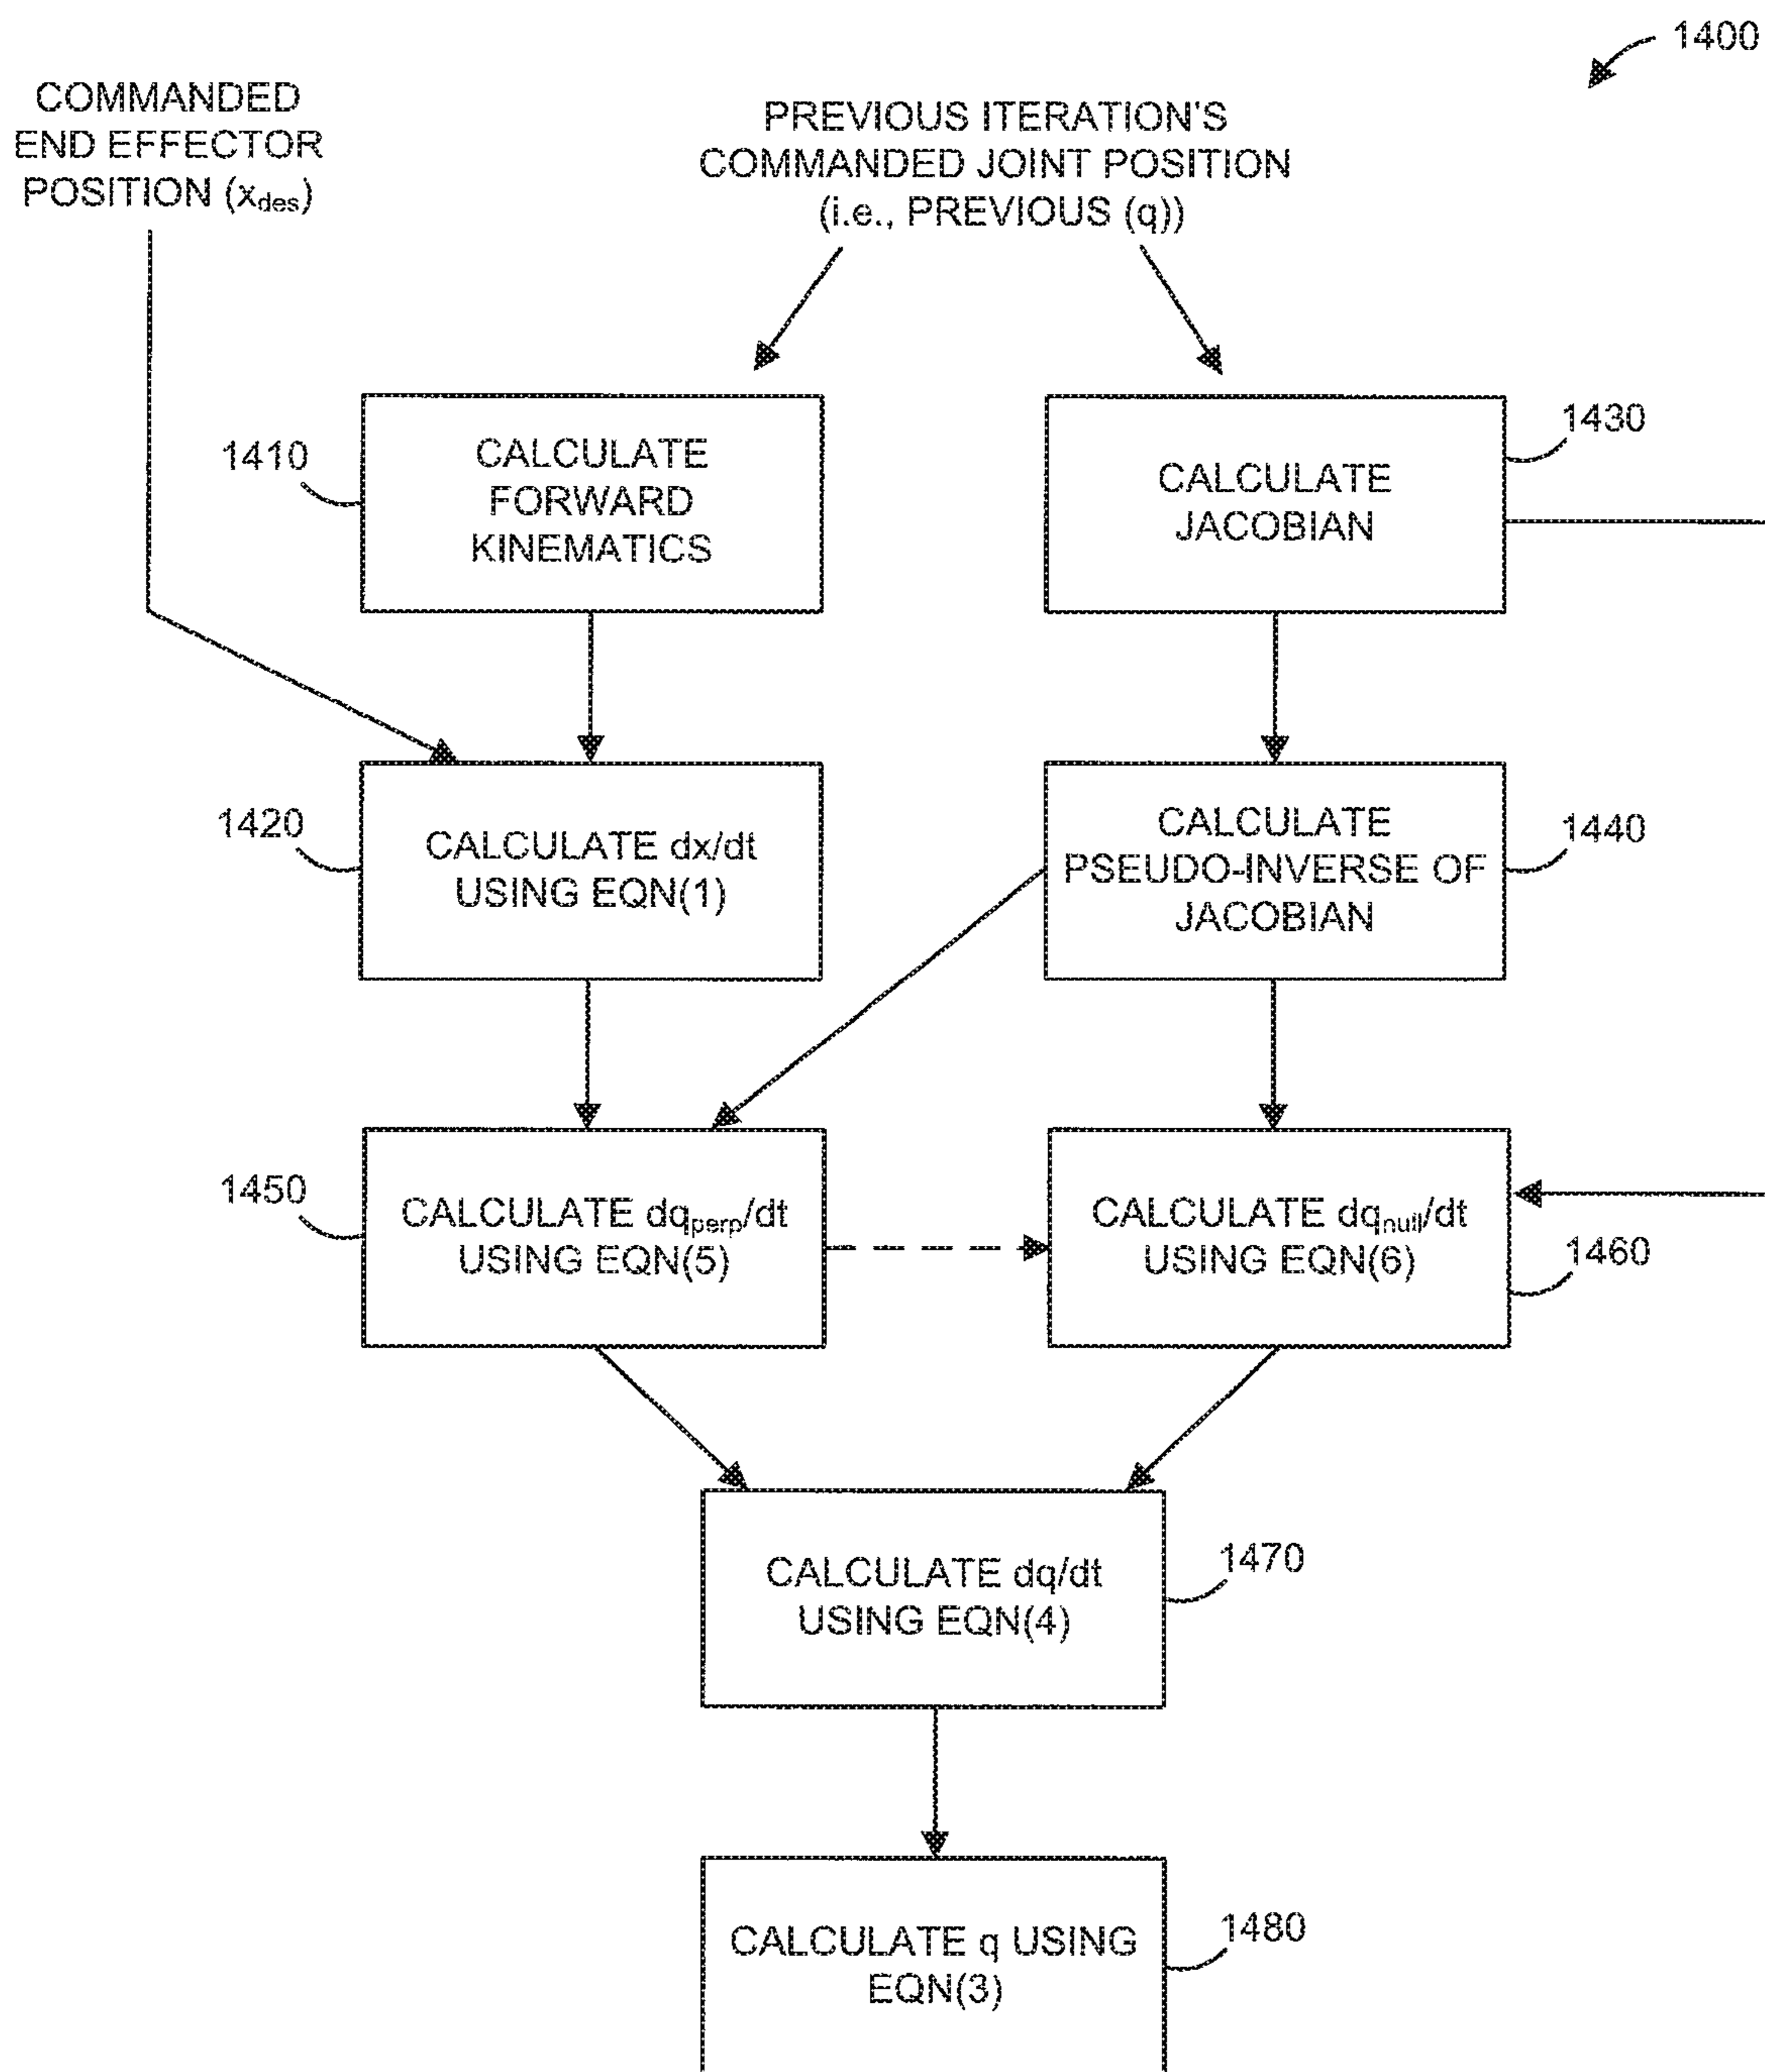 1400
COMMANDED
END EFFECTOR
POSITION (xdes)
PREVIOUS ITERATION'S
COMMANDED JOINT POSITION
(i.e., PREVIOUS (q))
1410
CALCULATE
FORWARD
KINEMATICS
1430
CALCULATE
JACOBIAN
1420
CALCULATE dx/dt
USING EQN(1)
1440
CALCULATE
PSEUDO-INVERSE OF
JACOBIAN
1450
CALCULATE dqperp/dt
USING EQN(5)
CALCULATE dqnull/dt
USING EQN(6)
1460
CALCULATE dq/dt
USING EQN(4)
1470
CALCULATE q USING
EQN(3)
1480